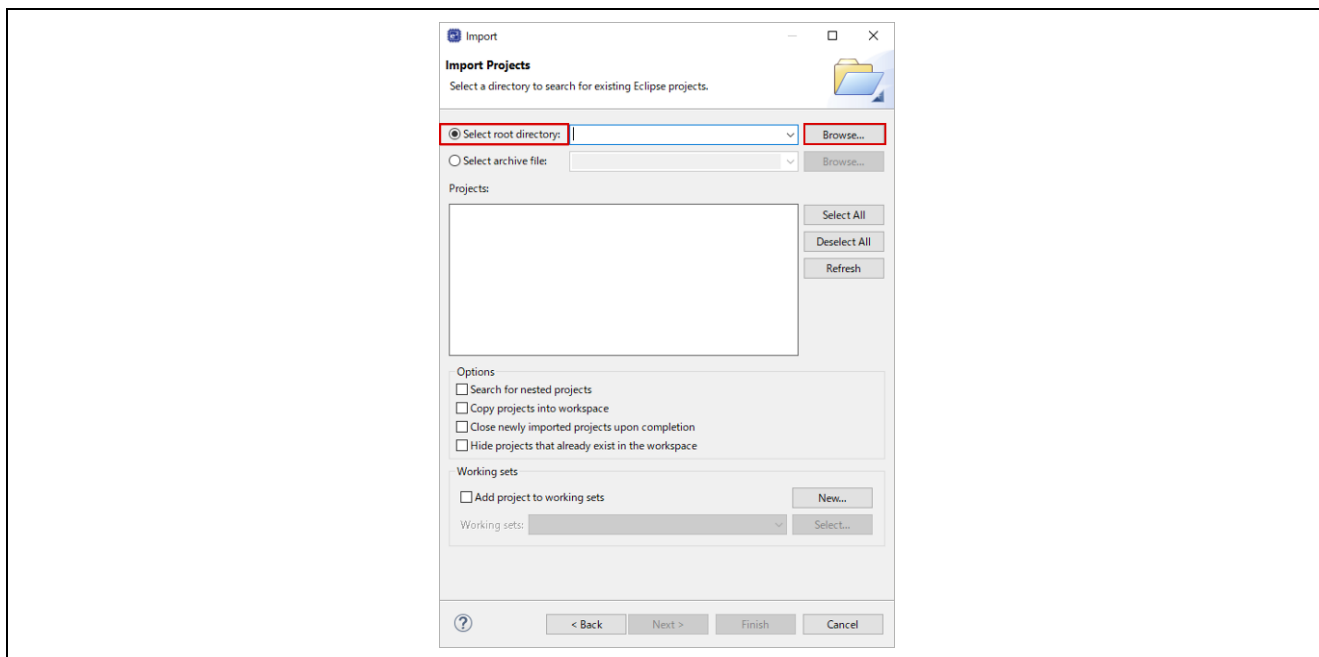 Import
Import Projects
Select a directory to search for existing Eclipse projects.
Select root directory: Browse...
Select archive file: Browse...
Projects:
Select All
Deselect All
Refresh
Options
Search for nested projects
Copy projects into workspace
Close newly imported projects upon completion
Hide projects that already exist in the workspace
Working sets
Add project to working sets New...
Working sets: Select...
? < Back Next > Finish Cancel